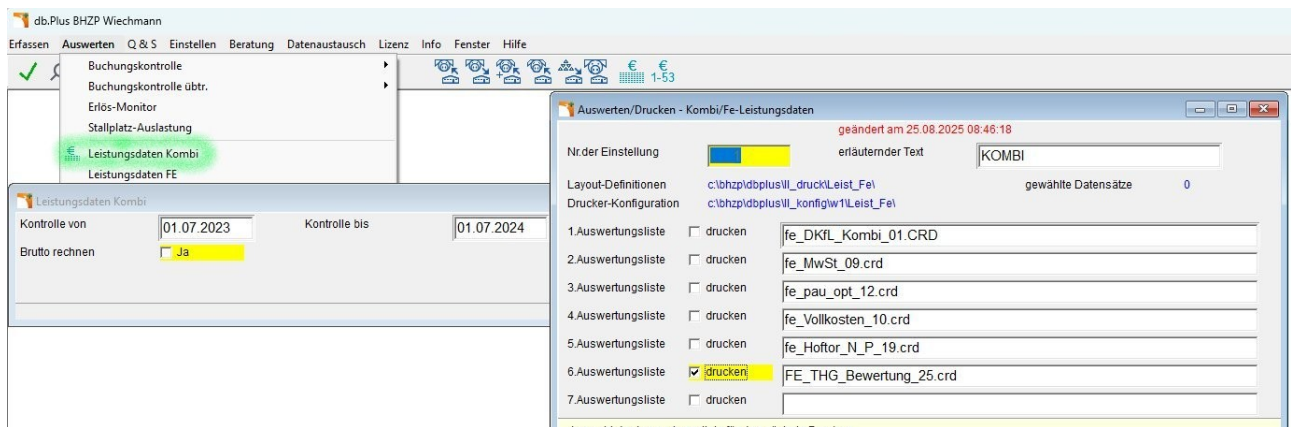 db.Plus BHZP Wiechmann
Erfassen Auswerten Q & S Einstellen Beratung Datenaustausch Lizenz Info Fenster Hilfe
Buchungskontrolle
Buchungskontrolle übtr.
Erlös-Monitor
Stallplatz-Auslastung
Leistungsdaten Kombi
Leistungsdaten FE
€ €
1-53
Leistungsdaten Kombi
Kontrolle von 01.07.2023 Kontrolle bis 01.07.2024
Brutto rechnen Ja
Auswerten/Drucken - Kombi/Fe-Leistungsdaten
geändert am 25.08.2025 08:46:18
Nr.der Einstellung erläuternder Text KOMBI
Layout-Definitionen c:\bhzp\dbplus\ll_druck\Leist_Fe\ gewählte Datensätze 0
Drucker-Konfiguration c:\bhzp\dbplus\ll_konfig\w1\Leist_Fe\
1.Auswertungsliste drucken fe_DKfL_Kombi_01.CRD
2.Auswertungsliste drucken fe_MwSt_09.crd
3.Auswertungsliste drucken fe_pau_opt_12.crd
4.Auswertungsliste drucken fe_Vollkosten_10.crd
5.Auswertungsliste drucken fe_Hoftor_N_P_19.crd
6.Auswertungsliste drucken FE_THG_Bewertung_25.crd
7.Auswertungsliste drucken